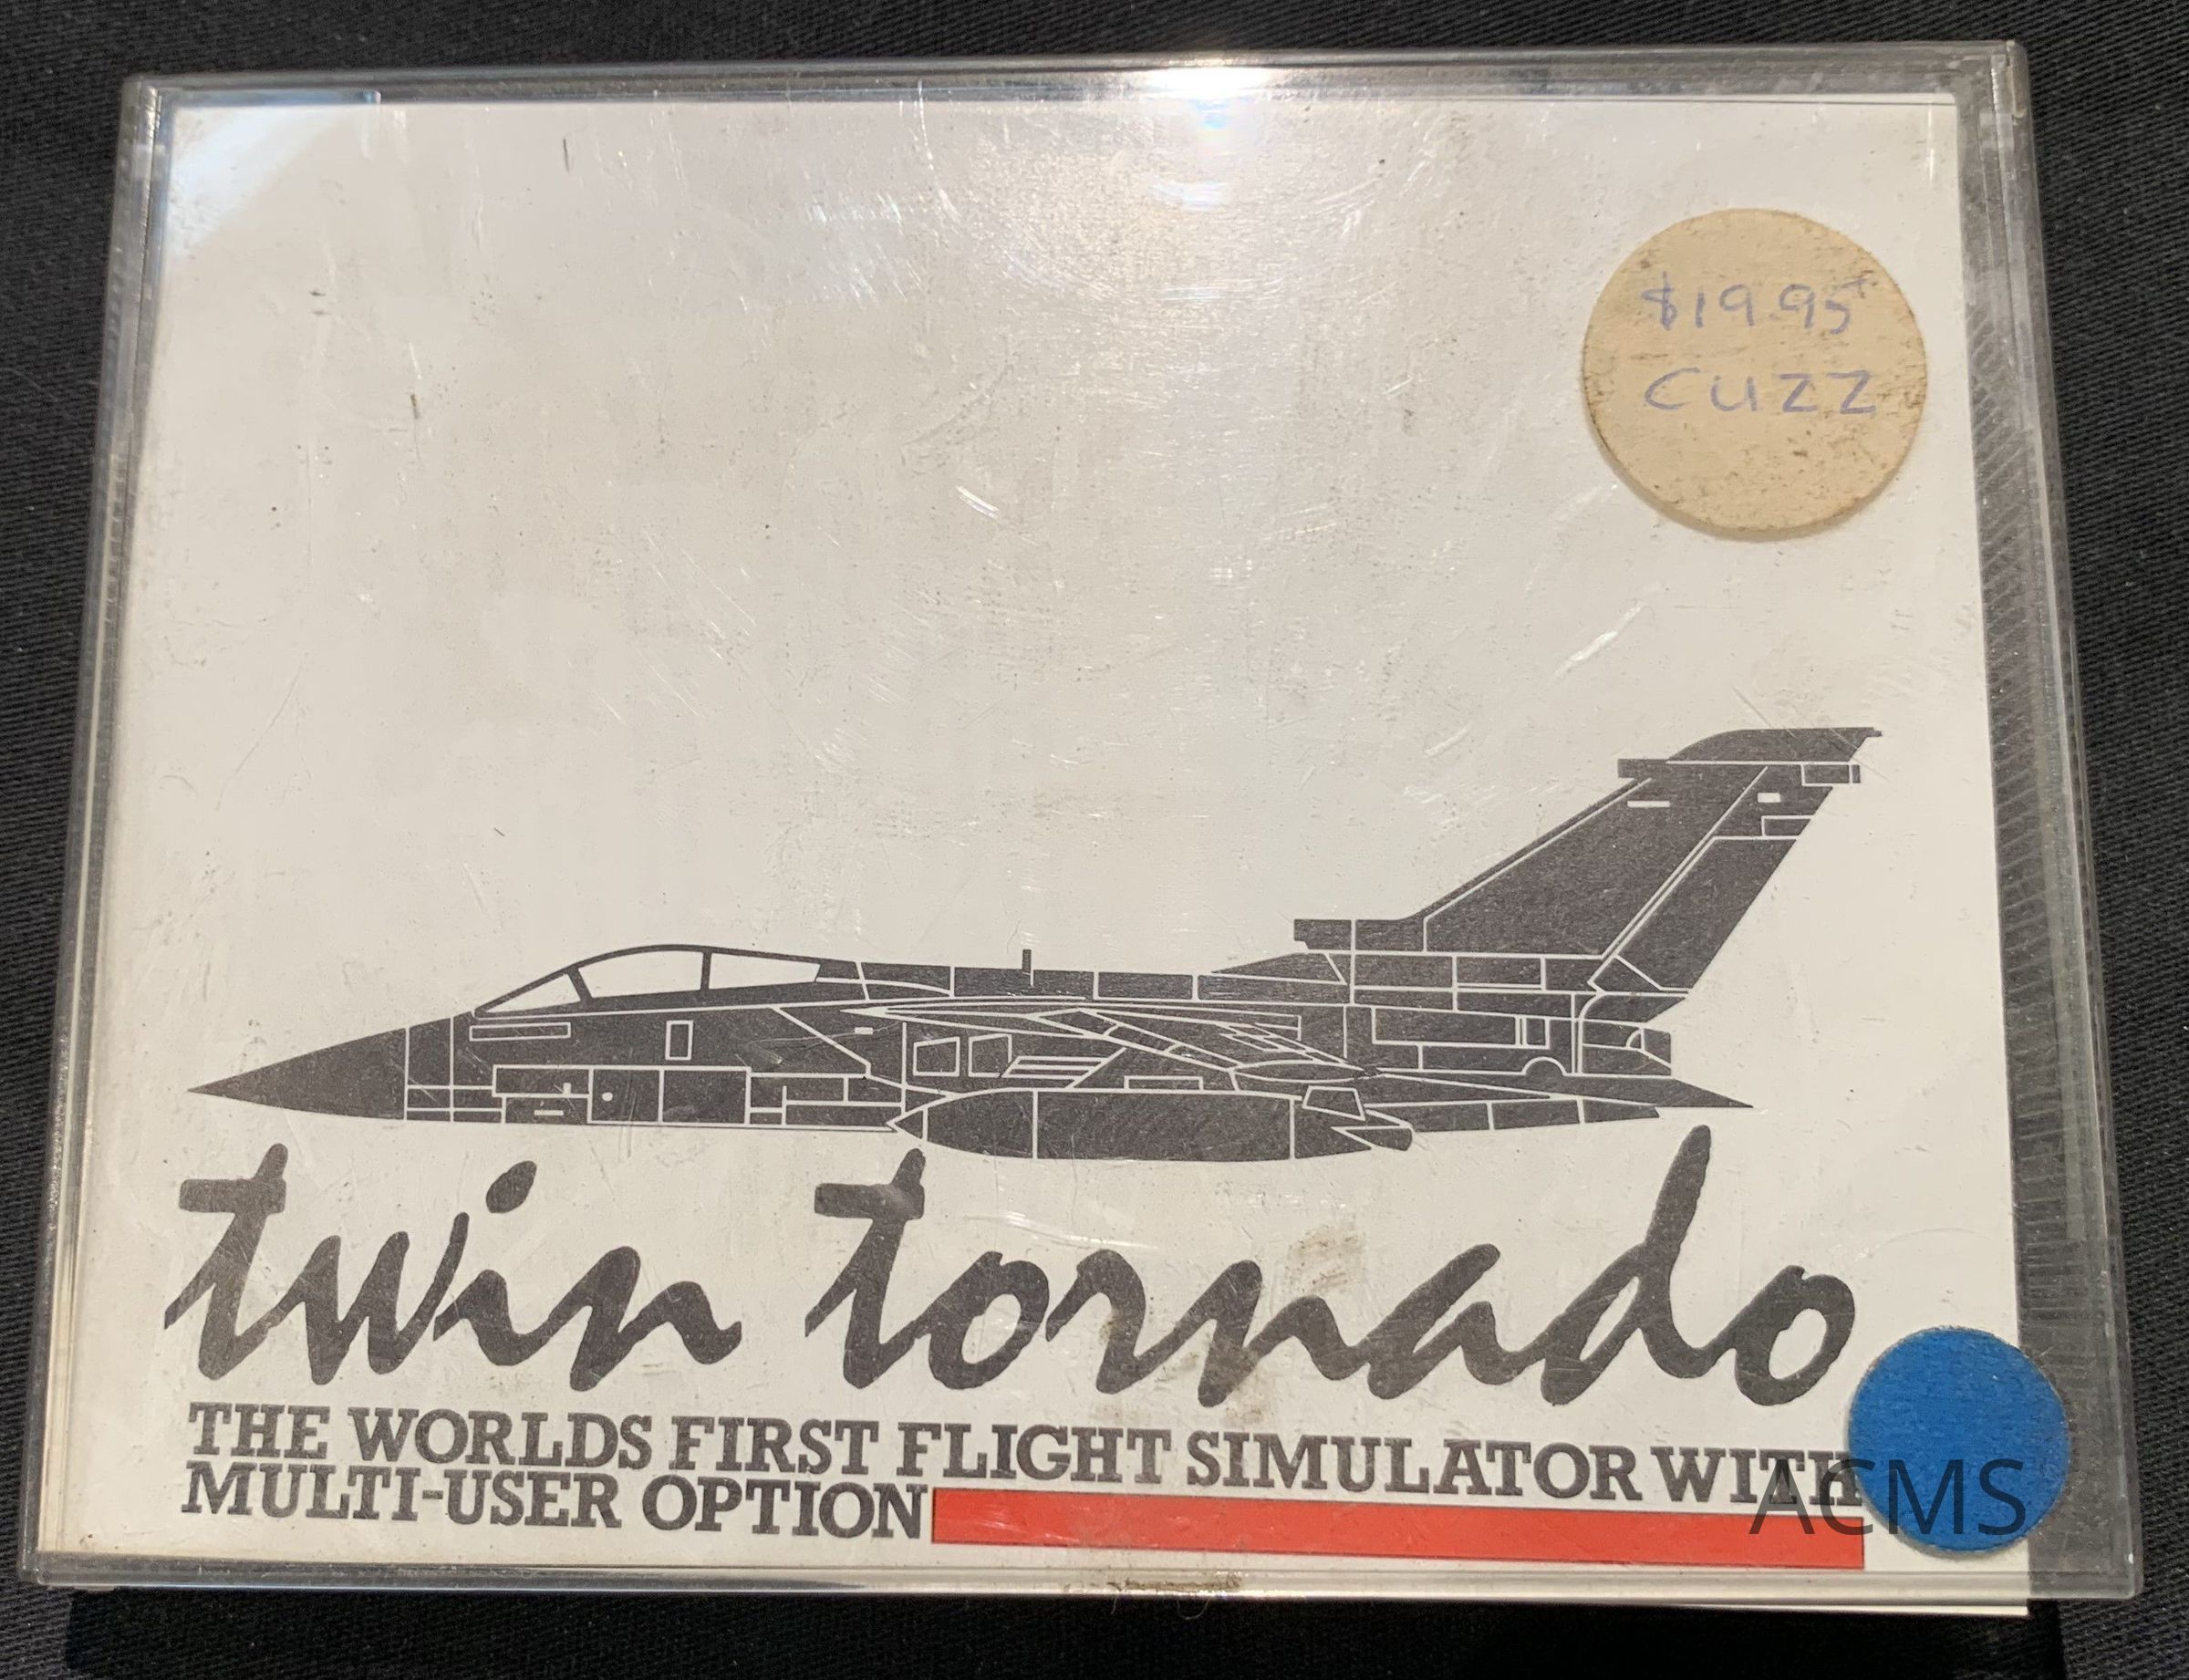 $19.95
CUZZ
twin tornado
THE WORLDS FIRST FLIGHT SIMULATOR WITH
MULTI-USER OPTION
ACMS